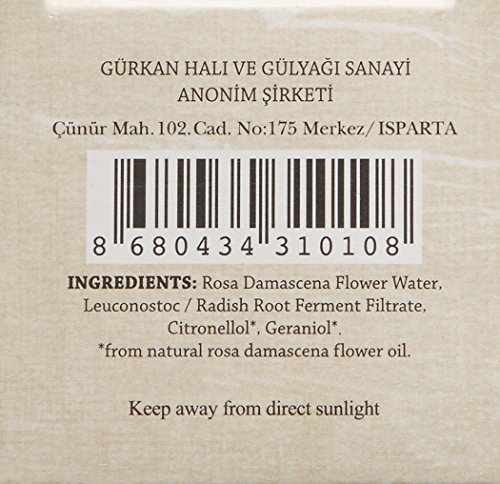 GÜRKAN HALI VE GÜLYAĞI SANAYİ
ANONİM ŞİRKETİ
Çünür Mah. 102. Cad. No:175 Merkez/ ISPARTA
8 680434 310108
INGREDIENTS: Rosa Damascena Flower Water,
Leuconostoc / Radish Root Ferment Filtrate,
Citronellol*, Geraniol*.
*from natural rosa damascena flower oil.
Keep away from direct sunlight